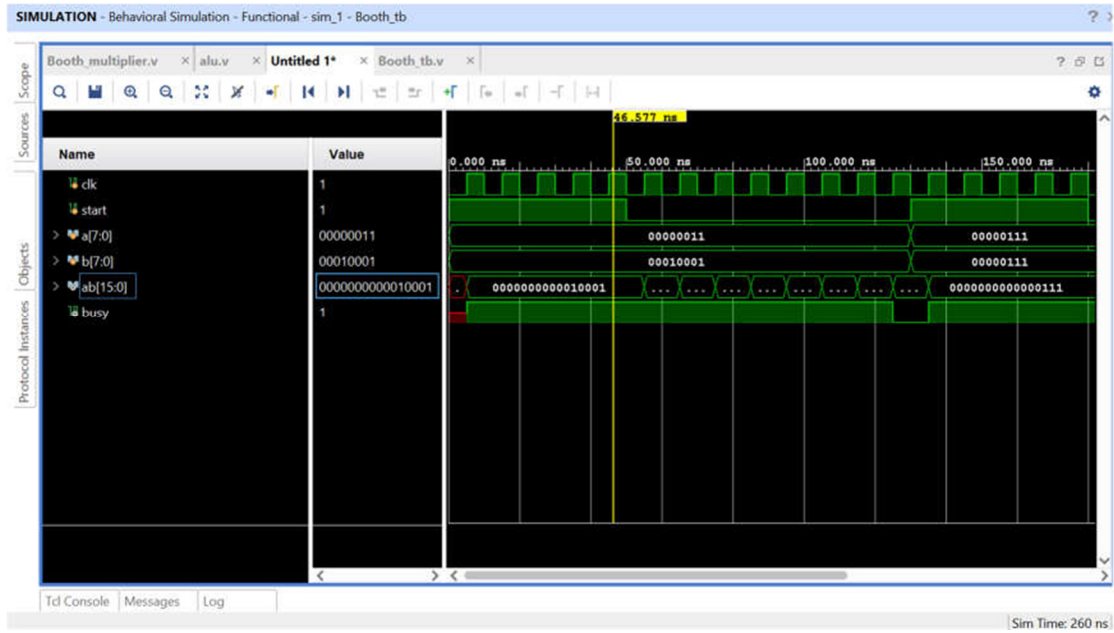 SIMULATION - Behavioral Simulation - Functional - sim_1 - Booth_tb ?
Booth_multiplier.v × alu.v × Untitled 1* × Booth_tb.v × ?
Scope
Sources
Objects
Protocol Instances
46.577 ns
Name Value
0.000 ns 50.000 ns 100.000 ns 150.000 ns
clk 1
start 1
> a[7:0] 00000011 00000011 00000111
> b[7:0] 00010001 00010001 00000111
> ab[15:0] 0000000000010001 . 0000000000010001 ... ... ... ... ... ... ... ... 0000000000000111
busy 1
Tcl Console Messages Log
Sim Time: 260 ns